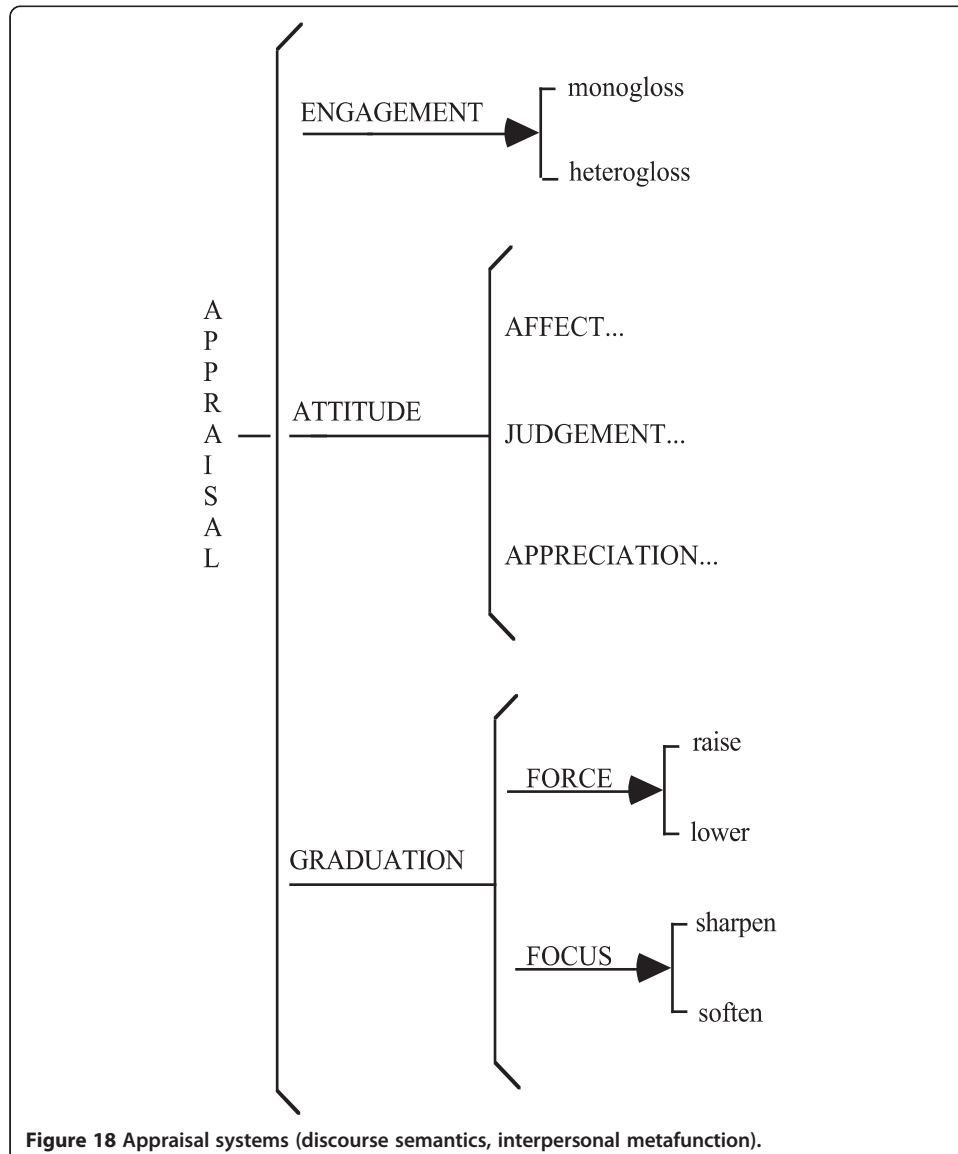 ENGAGEMENT
monogloss
heterogloss
APPRAISAL
ATTITUDE
AFFECT...
JUDGEMENT...
APPRECIATION...
GRADUATION
FORCE
raise
lower
FOCUS
sharpen
soften
Figure 18 Appraisal systems (discourse semantics, interpersonal metafunction).